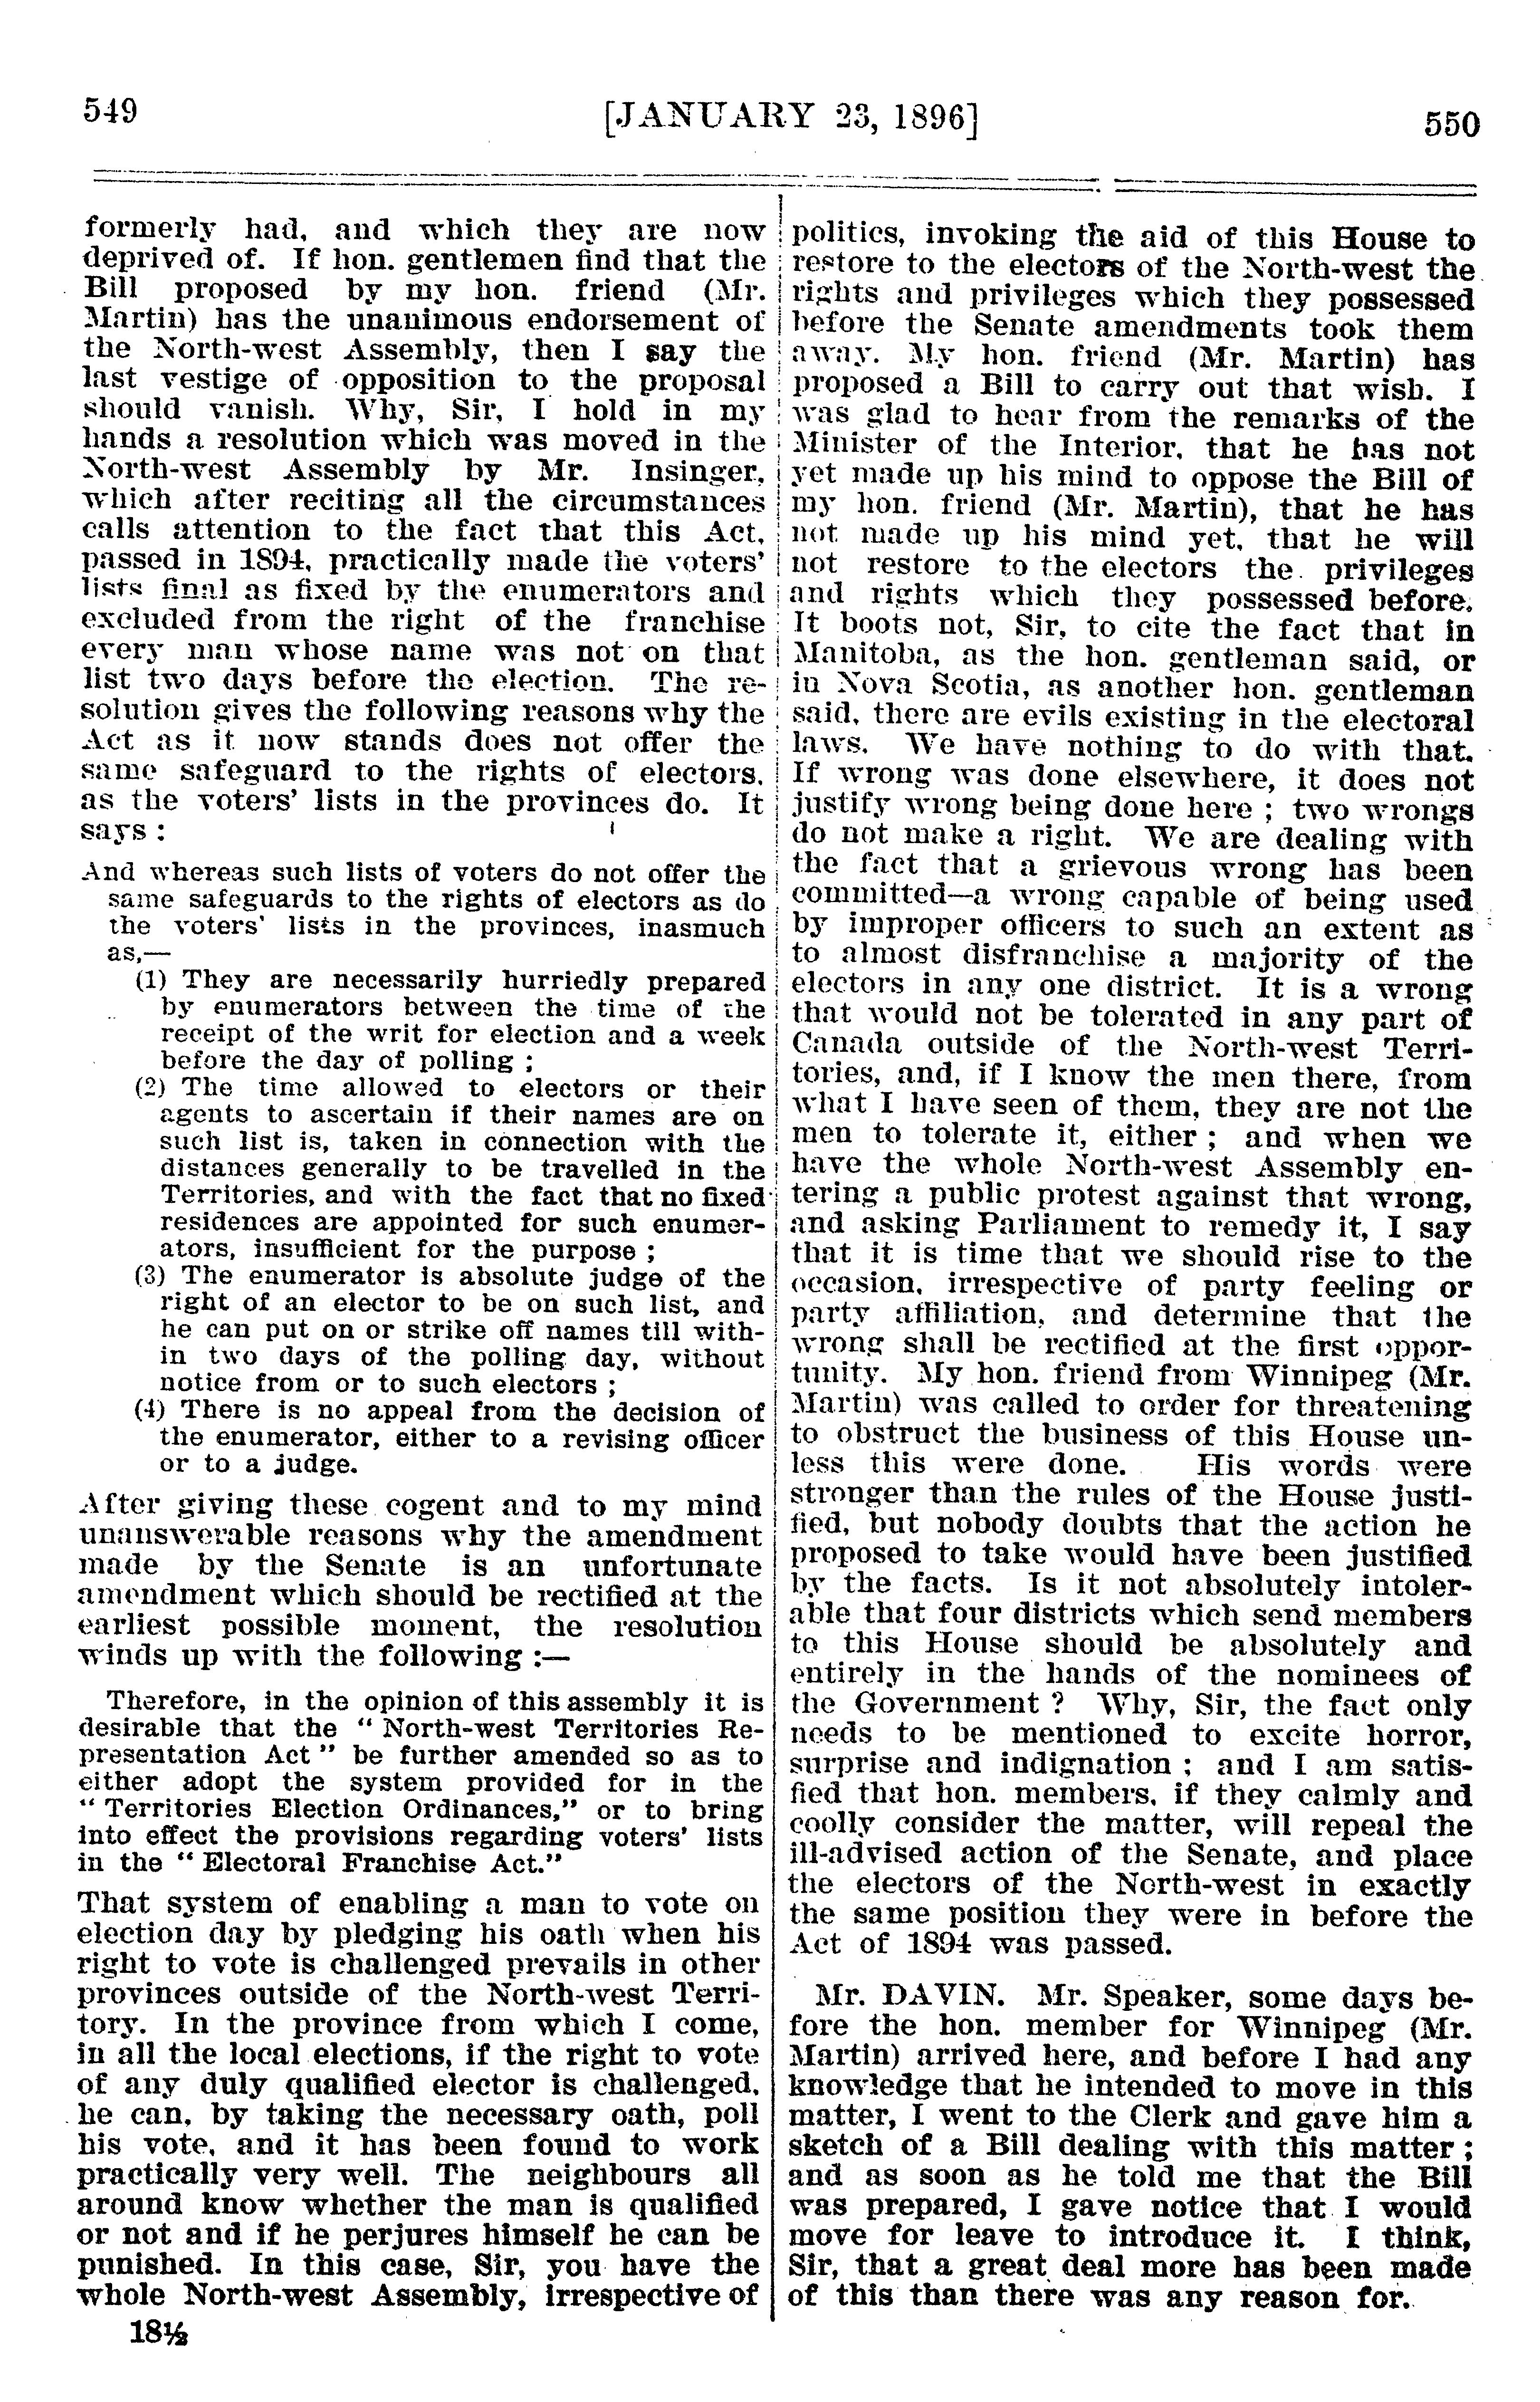 549
[JANUARY 23, 1896]
550
formerly had, and which they are now
deprived of. If hon. gentlemen find that the
Bill proposed by my hon. friend (Mr.
Martin) has the unanimous endorsement of
the North-west Assembly, then I say the
last vestige of opposition to the proposal
should vanish. Why, Sir, I hold in my
hands a resolution which was moved in the
North-west Assembly by Mr. Insinger,
which after reciting all the circumstances
calls attention to the fact that this Act,
passed in 1894, practically made the voters'
lists final as fixed by the enumerators and
excluded from the right of the franchise
every man whose name was not on that
list two days before the election. The re-
solution gives the following reasons why the
Act as it now stands does not offer the
same safeguard to the rights of electors,
as the voters' lists in the provinces do. It
says :
And whereas such lists of voters do not offer the
same safeguards to the rights of electors as do
the voters' lists in the provinces, inasmuch
as,—
(1) They are necessarily hurriedly prepared
by enumerators between the time of the
receipt of the writ for election and a week
before the day of polling ;
(2) The time allowed to electors or their
agents to ascertain if their names are on
such list is, taken in connection with the
distances generally to be travelled in the
Territories, and with the fact that no fixed
residences are appointed for such enumer-
ators, insufficient for the purpose ;
(3) The enumerator is absolute judge of the
right of an elector to be on such list, and
he can put on or strike off names till with-
in two days of the polling day, without
notice from or to such electors ;
(4) There is no appeal from the decision of
the enumerator, either to a revising officer
or to a judge.
After giving these cogent and to my mind
unanswerable reasons why the amendment
made by the Senate is an unfortunate
amendment which should be rectified at the
earliest possible moment, the resolution
winds up with the following :—
Therefore, in the opinion of this assembly it is
desirable that the " North-west Territories Re-
presentation Act " be further amended so as to
either adopt the system provided for in the
" Territories Election Ordinances," or to bring
into effect the provisions regarding voters' lists
in the " Electoral Franchise Act."
That system of enabling a man to vote on
election day by pledging his oath when his
right to vote is challenged prevails in other
provinces outside of the North-west Terri-
tory. In the province from which I come,
in all the local elections, if the right to vote
of any duly qualified elector is challenged,
he can, by taking the necessary oath, poll
his vote, and it has been found to work
practically very well. The neighbours all
around know whether the man is qualified
or not and if he perjures himself he can be
punished. In this case, Sir, you have the
whole North-west Assembly, irrespective of
18½
politics, invoking the aid of this House to
restore to the electors of the North-west the
rights and privileges which they possessed
before the Senate amendments took them
away. My hon. friend (Mr. Martin) has
proposed a Bill to carry out that wish. I
was glad to hear from the remarks of the
Minister of the Interior, that he has not
yet made up his mind to oppose the Bill of
my hon. friend (Mr. Martin), that he has
not made up his mind yet, that he will
not restore to the electors the privileges
and rights which they possessed before.
It boots not, Sir, to cite the fact that in
Manitoba, as the hon. gentleman said, or
in Nova Scotia, as another hon. gentleman
said, there are evils existing in the electoral
laws. We have nothing to do with that.
If wrong was done elsewhere, it does not
justify wrong being done here ; two wrongs
do not make a right. We are dealing with
the fact that a grievous wrong has been
committed—a wrong capable of being used
by improper officers to such an extent as
to almost disfranchise a majority of the
electors in any one district. It is a wrong
that would not be tolerated in any part of
Canada outside of the North-west Terri-
tories, and, if I know the men there, from
what I have seen of them, they are not the
men to tolerate it, either ; and when we
have the whole North-west Assembly en-
tering a public protest against that wrong,
and asking Parliament to remedy it, I say
that it is time that we should rise to the
occasion, irrespective of party feeling or
party affiliation, and determine that the
wrong shall be rectified at the first oppor-
tunity. My hon. friend from Winnipeg (Mr.
Martin) was called to order for threatening
to obstruct the business of this House un-
less this were done. His words were
stronger than the rules of the House justi-
fied, but nobody doubts that the action he
proposed to take would have been justified
by the facts. Is it not absolutely intoler-
able that four districts which send members
to this House should be absolutely and
entirely in the hands of the nominees of
the Government ? Why, Sir, the fact only
needs to be mentioned to excite horror,
surprise and indignation ; and I am satis-
fied that hon. members, if they calmly and
coolly consider the matter, will repeal the
ill-advised action of the Senate, and place
the electors of the North-west in exactly
the same position they were in before the
Act of 1894 was passed.
Mr. DAVIN. Mr. Speaker, some days be-
fore the hon. member for Winnipeg (Mr.
Martin) arrived here, and before I had any
knowledge that he intended to move in this
matter, I went to the Clerk and gave him a
sketch of a Bill dealing with this matter ;
and as soon as he told me that the Bill
was prepared, I gave notice that I would
move for leave to introduce it. I think,
Sir, that a great deal more has been made
of this than there was any reason for.